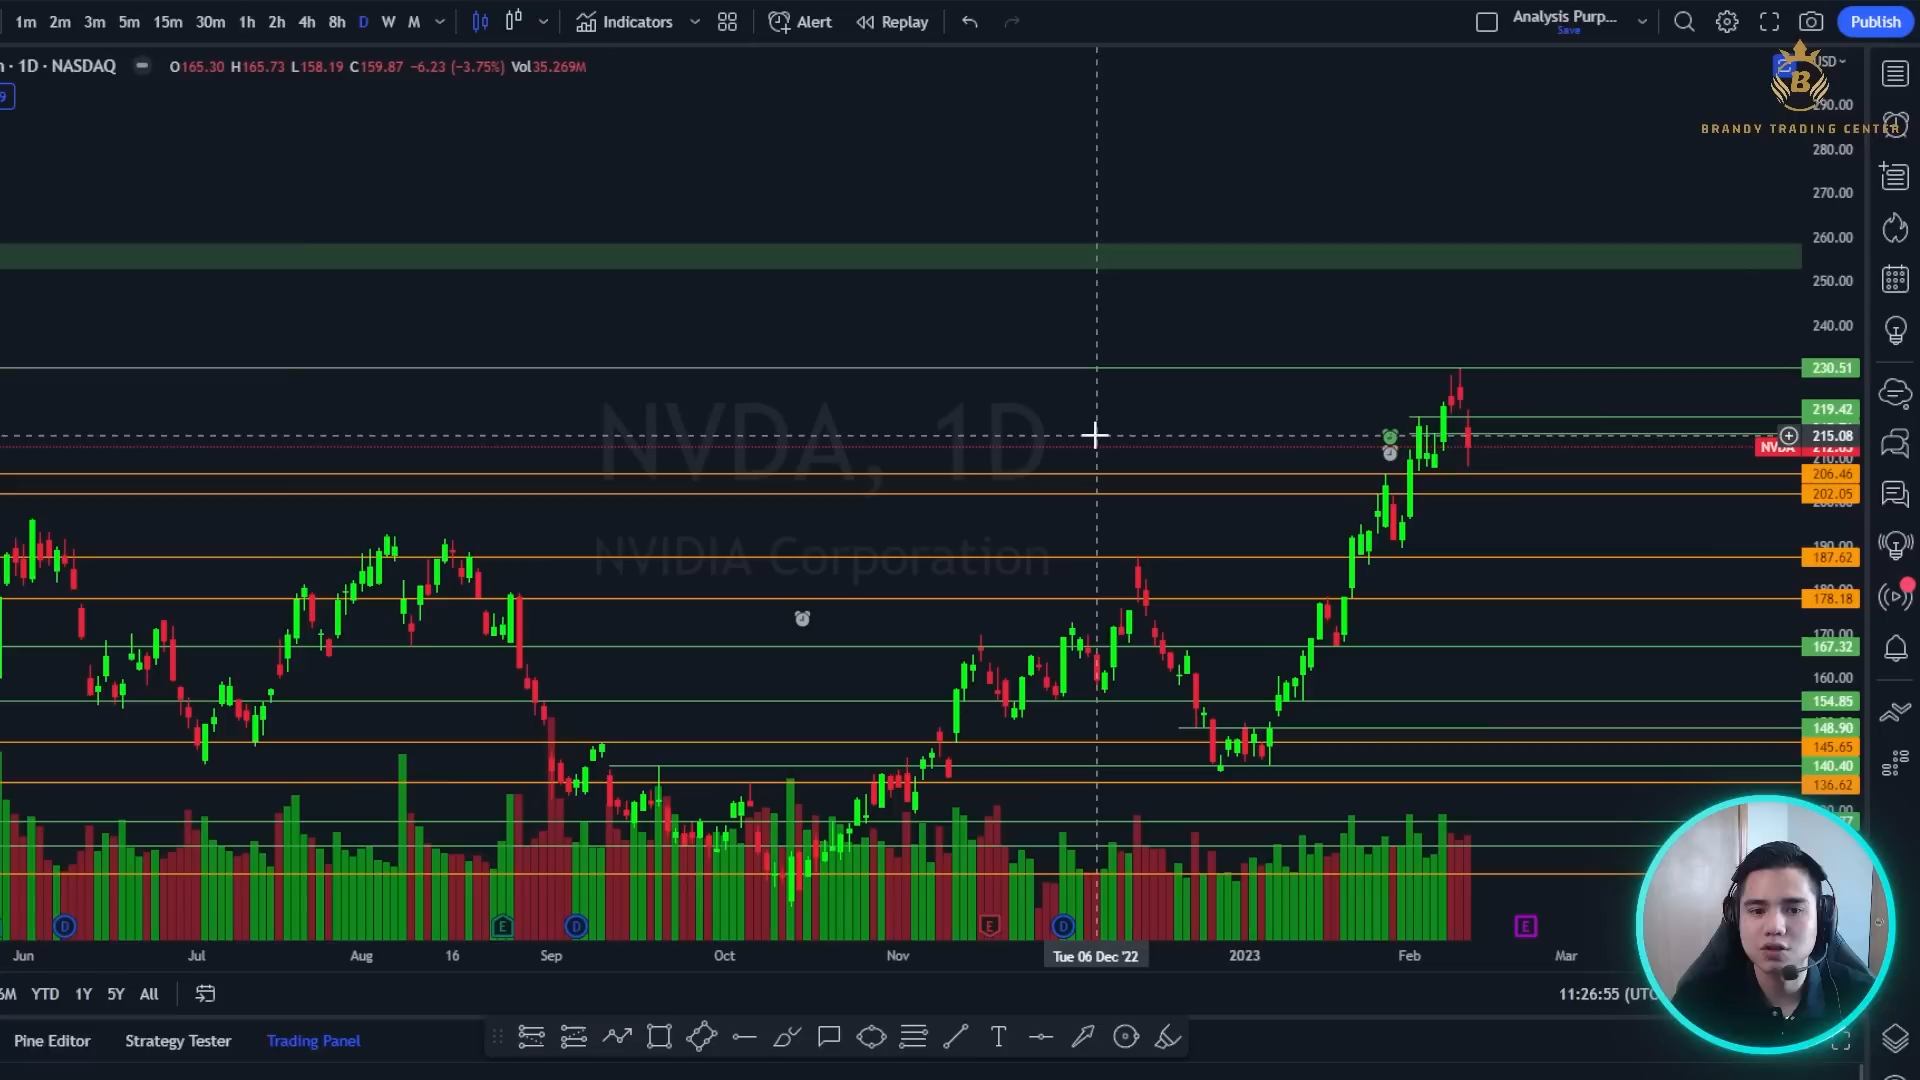 1m 2m 3m 5m 15m 30m 1h 2h 4h 8h D W M Indicators Alert Replay Analysis Purp... Save Publish
1D · NASDAQ O165.30 H165.73 L158.19 C159.87 −6.23 (−3.75%) Vol35.269M
USD
9
B
290.00
BRANDY TRADING CENTER
280.00
270.00
260.00
250.00
240.00
230.51
219.42
NVDA, 1D
215.08
NVDA 212.65
210.00
206.46
202.05
200.00
190.00
NVIDIA Corporation
187.62
178.18
170.00
167.32
160.00
154.85
148.90
145.65
140.40
136.62
D E D E D E
Jun Jul Aug 16 Sep Oct Nov Tue 06 Dec '22 2023 Feb Mar
6M YTD 1Y 5Y All 11:26:55 (UTC
Pine Editor Strategy Tester Trading Panel T